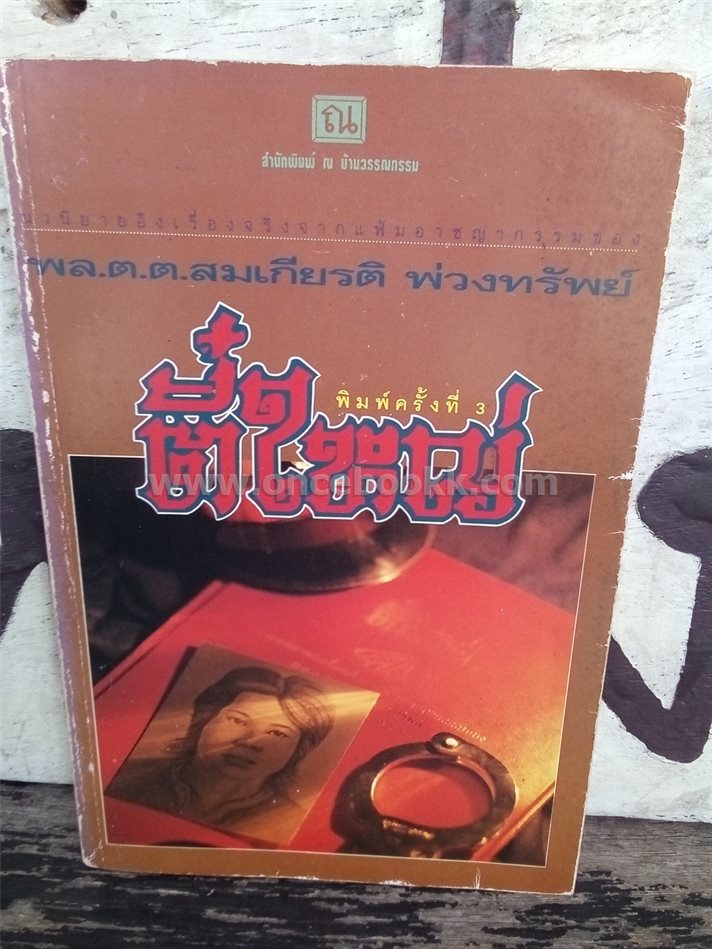 ณ
สำนักพิมพ์ ณ บ้านวรรณกรรม
นวนิยายอิงเรื่องจริงจากแฟ้มอาชญากรรมของ
พล.ต.ต.สมเกียรติ พ่วงทรัพย์
พิมพ์ครั้งที่ 3
ตี๋ใหญ่
www.oncebookk.com